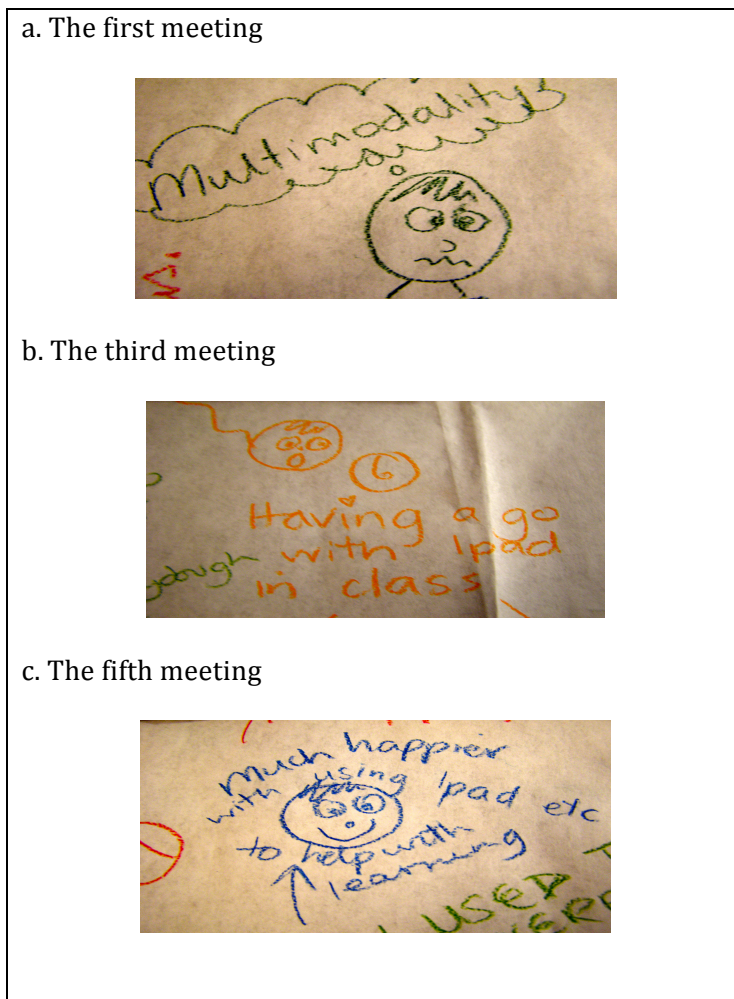 a. The first meeting
Multimodality
b. The third meeting
Having a go
with Ipad
in class
c. The fifth meeting
Much happier
with using Ipad etc
to help with
learning
USED